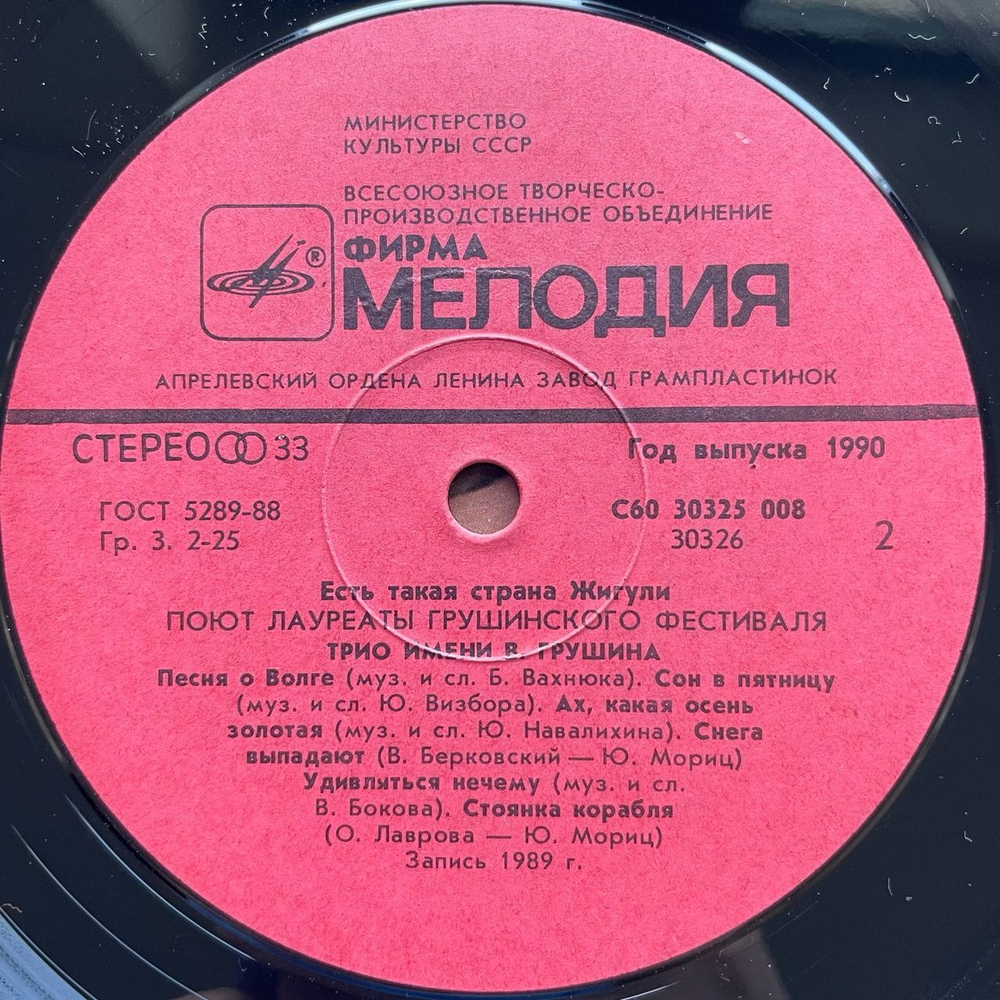 МИНИСТЕРСТВО
КУЛЬТУРЫ СССР
ВСЕСОЮЗНОЕ ТВОРЧЕСКО-
ПРОИЗВОДСТВЕННОЕ ОБЪЕДИНЕНИЕ
ФИРМА
®
МЕЛОДИЯ
АПРЕЛЕВСКИЙ ОРДЕНА ЛЕНИНА ЗАВОД ГРАМПЛАСТИНОК
СТЕРЕО 33
Год выпуска 1990
ГОСТ 5289-88
С60 30325 008
Гр. 3. 2-25
30326
2
Есть такая страна Жигули
ПОЮТ ЛАУРЕАТЫ ГРУШИНСКОГО ФЕСТИВАЛЯ
ТРИО ИМЕНИ В. ГРУШИНА
Песня о Волге (муз. и сл. Б. Вахнюка). Сон в пятницу
(муз. и сл. Ю. Визбора). Ах, какая осень
золотая (муз. и сл. Ю. Навалихина). Снега
выпадают (В. Берковский — Ю. Мориц)
Удивляться нечему (муз. и сл.
В. Бокова). Стоянка корабля
(О. Лаврова — Ю. Мориц)
Запись 1989 г.